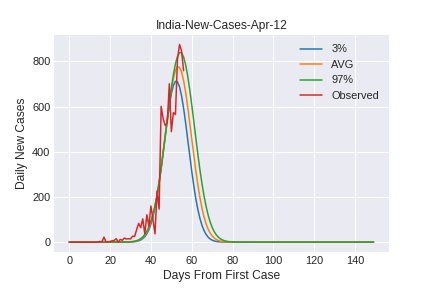 India-New-Cases-Apr-12
Daily New Cases
800
600
400
200
0
3%
AVG
97%
Observed
0 20 40 60 80 100 120 140
Days From First Case